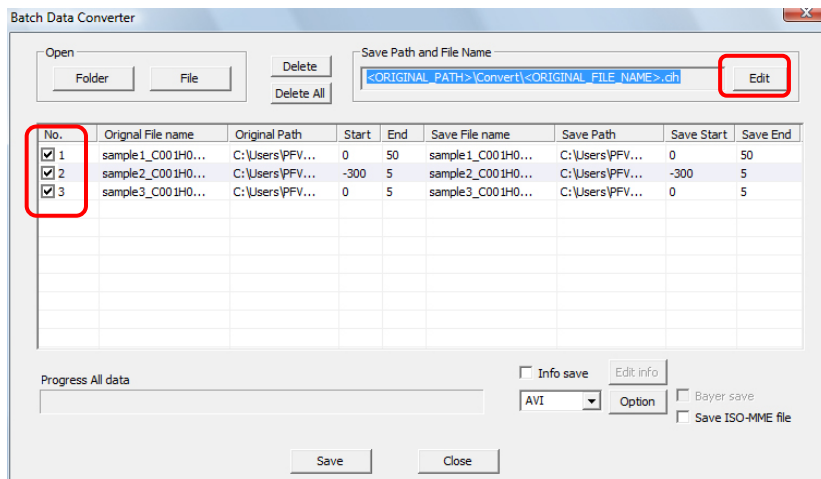 Batch Data Converter
Open
Folder File
Delete
Delete All
Save Path and File Name
<ORIGINAL_PATH>\Convert\<ORIGINAL_FILE_NAME>.cih Edit
No. Orignal File name Original Path Start End Save File name Save Path Save Start Save End
1 sample1_C001H0... C:\Users\PFV... 0 50 sample1_C001H0... C:\Users\PFV... 0 50
2 sample2_C001H0... C:\Users\PFV... -300 5 sample2_C001H0... C:\Users\PFV... -300 5
3 sample3_C001H0... C:\Users\PFV... 0 5 sample3_C001H0... C:\Users\PFV... 0 5
Progress All data
Info save Edit info
AVI Option
Bayer save
Save ISO-MME file
Save Close